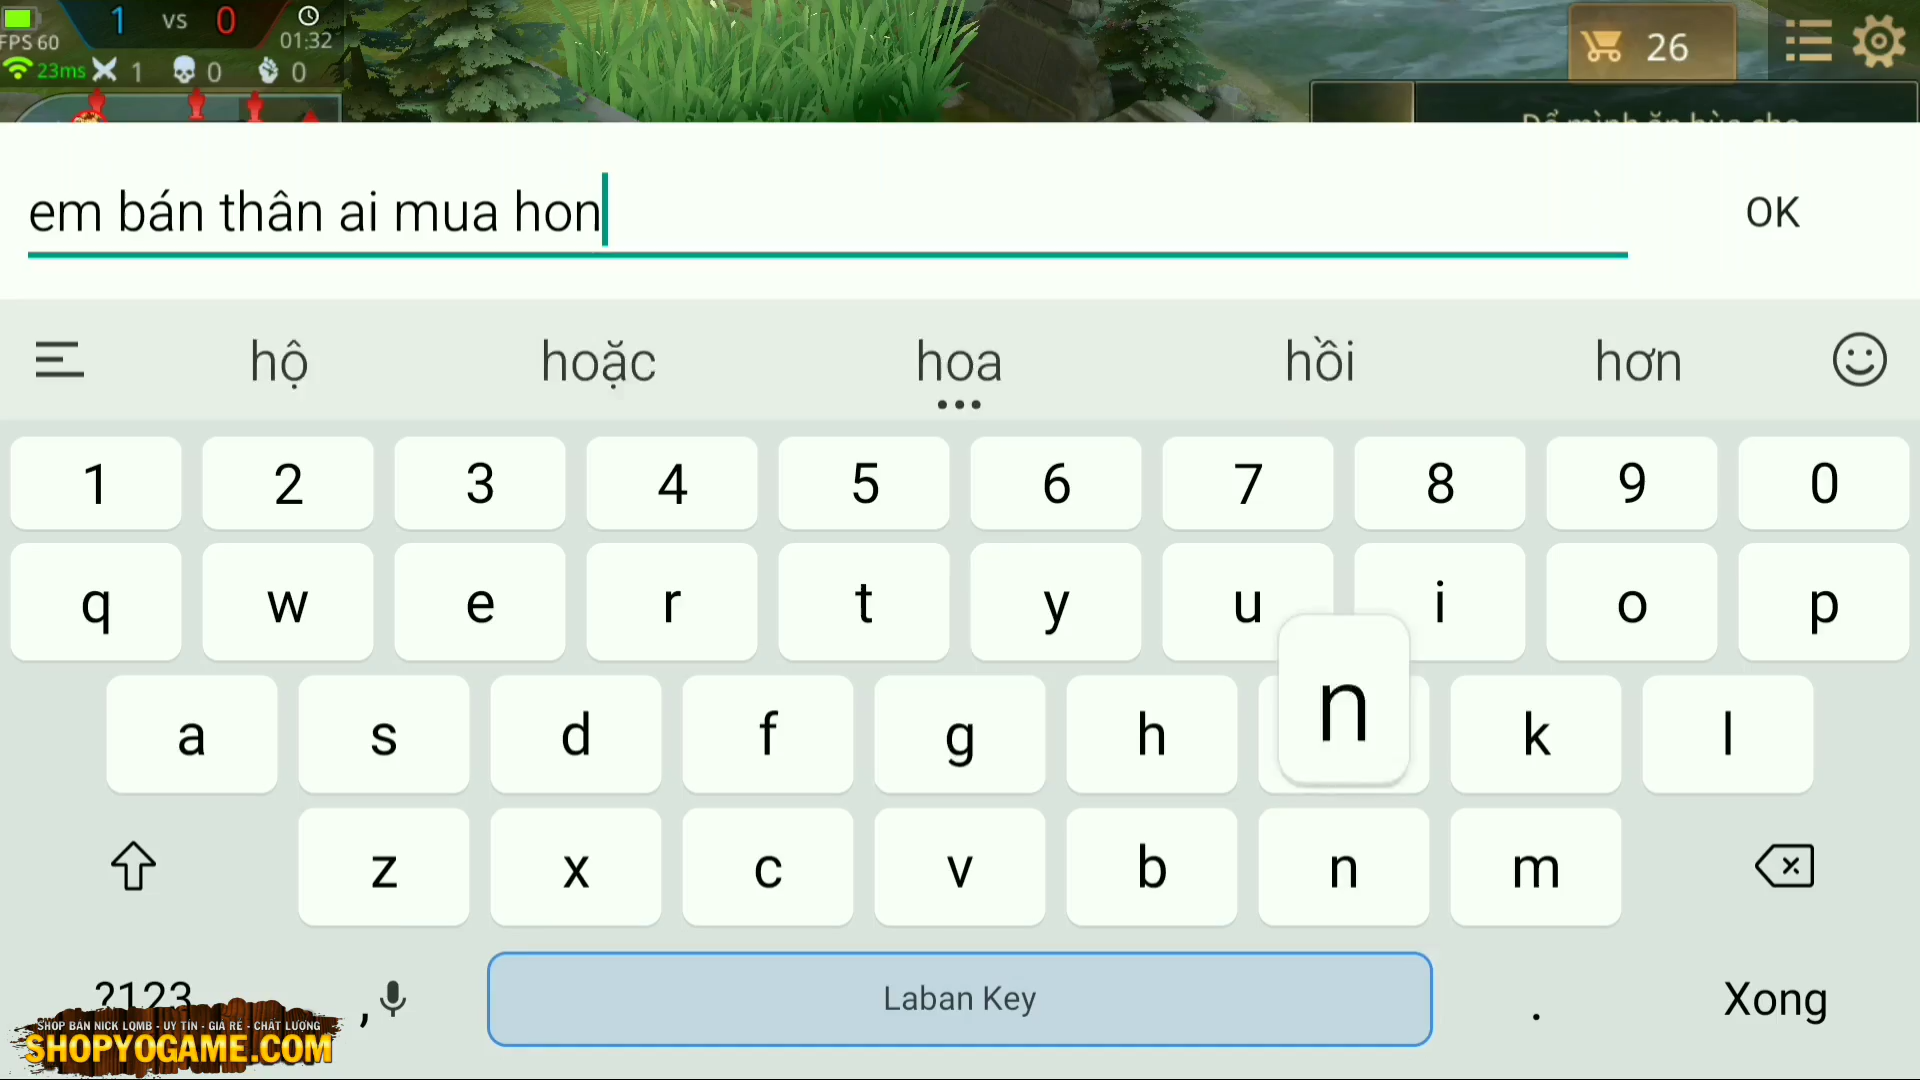 1 vs 0
FPS 60
01:32
23ms 1 0 0
26
em bán thân ai mua hon
OK
hộ hoặc hoa hồi hơn
1 2 3 4 5 6 7 8 9 0
q w e r t y u i o p
a s d f g h n k l
z x c v b n m
?123 , Laban Key . Xong
SHOP BÁN NICK LQMB - UY TÍN - GIÁ RẺ - CHẤT LƯỢNG
SHOPYOGAME.COM